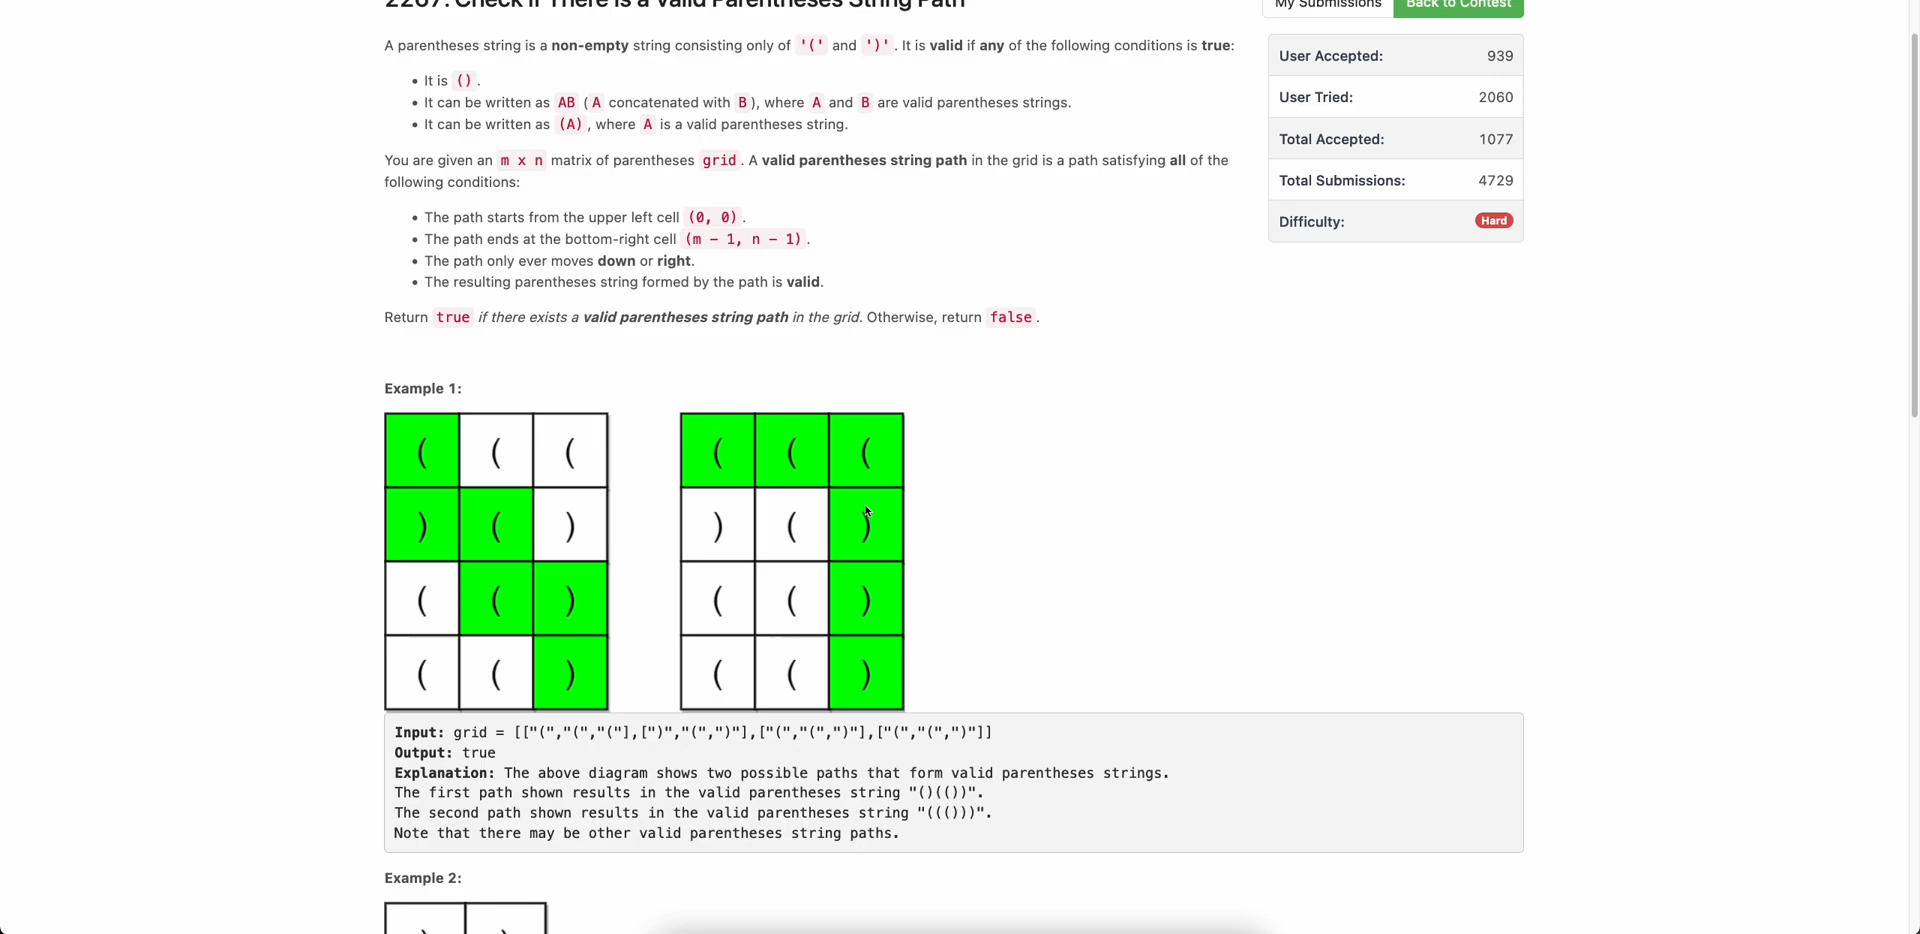 2267. Check if There Is a Valid Parentheses String Path
My Submissions
Back to Contest
A parentheses string is a non-empty string consisting only of '(' and ')'. It is valid if any of the following conditions is true:
• It is ().
• It can be written as AB (A concatenated with B), where A and B are valid parentheses strings.
• It can be written as (A), where A is a valid parentheses string.
You are given an m x n matrix of parentheses grid. A valid parentheses string path in the grid is a path satisfying all of the
following conditions:
• The path starts from the upper left cell (0, 0).
• The path ends at the bottom-right cell (m - 1, n - 1).
• The path only ever moves down or right.
• The resulting parentheses string formed by the path is valid.
Return true if there exists a valid parentheses string path in the grid. Otherwise, return false.
User Accepted: 939
User Tried: 2060
Total Accepted: 1077
Total Submissions: 4729
Difficulty: Hard
Example 1:
( ( (
) ( )
( ( )
( ( )
( ( (
) ( )
( ( )
( ( )
Input: grid = [["(","(","("],[")","(",")"],["(","(",")"],["(","(",")"]]
Output: true
Explanation: The above diagram shows two possible paths that form valid parentheses strings.
The first path shown results in the valid parentheses string "()(())".
The second path shown results in the valid parentheses string "((()))".
Note that there may be other valid parentheses string paths.
Example 2: